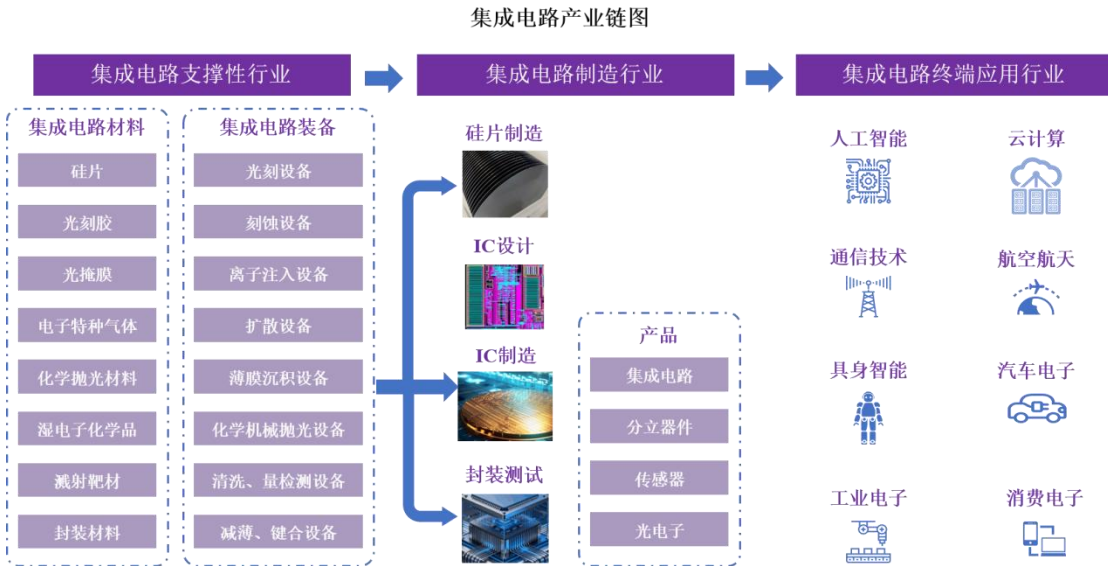 集成电路产业链图
集成电路支撑性行业
集成电路制造行业
集成电路终端应用行业
集成电路材料
硅片
光刻胶
光掩膜
电子特种气体
化学抛光材料
湿电子化学品
溅射靶材
封装材料
集成电路装备
光刻设备
刻蚀设备
离子注入设备
扩散设备
薄膜沉积设备
化学机械抛光设备
清洗、量检测设备
减薄、键合设备
硅片制造
IC设计
IC制造
封装测试
产品
集成电路
分立器件
传感器
光电子
人工智能
云计算
通信技术
航空航天
具身智能
汽车电子
工业电子
消费电子